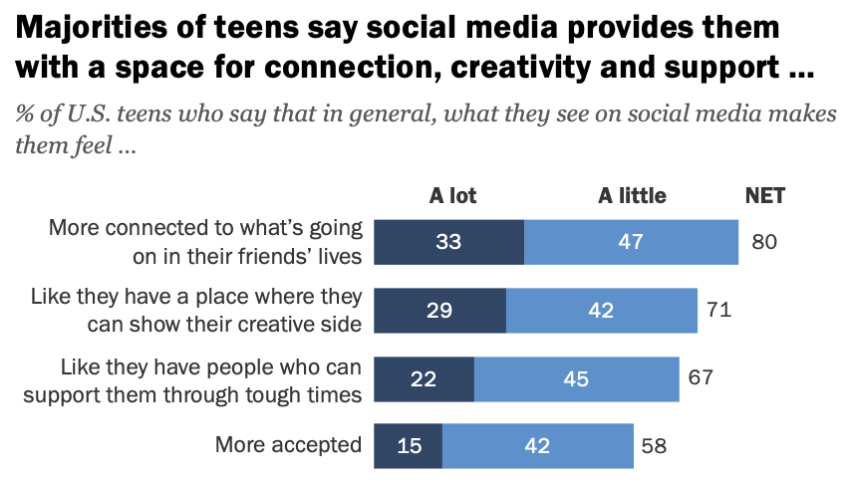 Majorities of teens say social media provides them
with a space for connection, creativity and support ...
% of U.S. teens who say that in general, what they see on social media makes
them feel ...
A lot A little NET
More connected to what's going
on in their friends' lives
33 47 80
Like they have a place where they
can show their creative side
29 42 71
Like they have people who can
support them through tough times
22 45 67
More accepted 15 42 58